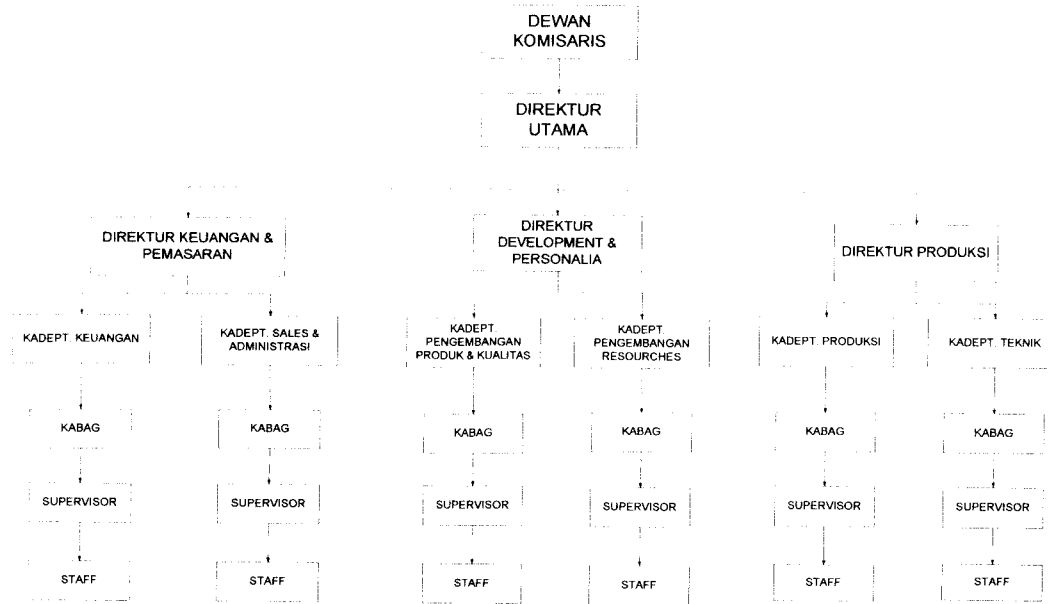 DEWAN
KOMISARIS
DIREKTUR
UTAMA
DIREKTUR KEUANGAN &
PEMASARAN
DIREKTUR
DEVELOPMENT &
PERSONALIA
DIREKTUR PRODUKSI
KADEPT. KEUANGAN
KADEPT. SALES &
ADMINISTRASI
KADEPT.
PENGEMBANGAN
PRODUK & KUALITAS
KADEPT.
PENGEMBANGAN
RESOURCHES
KADEPT. PRODUKSI
KADEPT. TEKNIK
KABAG
KABAG
KABAG
KABAG
KABAG
KABAG
SUPERVISOR
SUPERVISOR
SUPERVISOR
SUPERVISOR
SUPERVISOR
SUPERVISOR
STAFF
STAFF
STAFF
STAFF
STAFF
STAFF